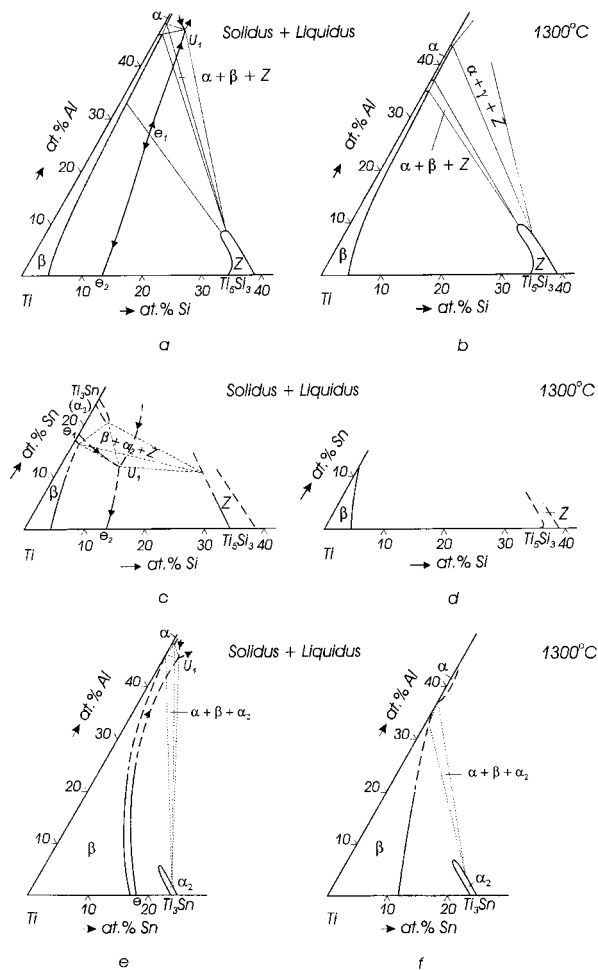 α
U₁
Solidus + Liquidus
40
at. % Al
α + β + Z
30
e₁
20
10
β
Z
Ti
10
e₂
20
30
Ti₅Si₃
40
at. % Si
a
1300°C
α
40
at. % Al
α + γ + Z
30
α + β + Z
20
10
β
Z
Ti
10
20
30
Ti₅Si₃
40
at. % Si
b
Ti₃Sn
(α₂)
Solidus + Liquidus
20
at. % Sn
e₁
β + α₂ + Z
10
U₁
β
Z
Ti
10
e₂
20
30
Ti₅Si₃
40
at. % Si
c
1300°C
at. % Sn
10
β
Z
Ti
10
20
30
Ti₅Si₃
40
at. % Si
d
α
Solidus + Liquidus
U₁
40
at. % Al
α + β + α₂
30
20
10
β
α₂
Ti
10
e
20
Ti₃Sn
at. % Sn
e
1300°C
α
40
at. % Al
30
α + β + α₂
20
10
β
α₂
Ti
10
20
Ti₃Sn
at. % Sn
f